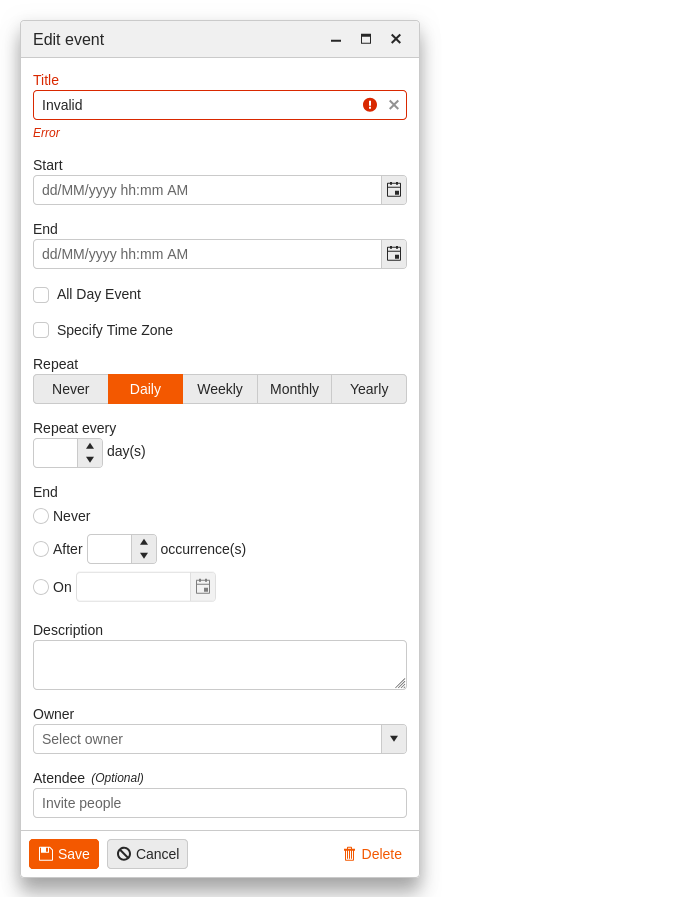 Edit event
Title
Invalid
Error
Start
dd/MM/yyyy hh:mm AM
End
dd/MM/yyyy hh:mm AM
All Day Event
Specify Time Zone
Repeat
Never Daily Weekly Monthly Yearly
Repeat every
day(s)
End
Never
After occurrence(s)
On
Description
Owner
Select owner
Atendee (Optional)
Invite people
Save Cancel Delete